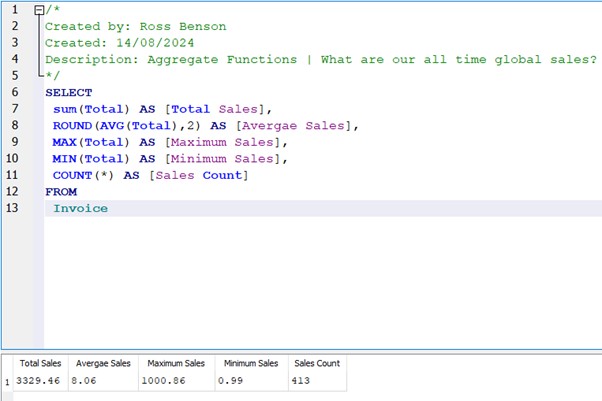 1 /*
2 Created by: Ross Benson
3 Created: 14/08/2024
4 Description: Aggregate Functions | What are our all time global sales?
5 */
6 SELECT
7 sum(Total) AS [Total Sales],
8 ROUND(AVG(Total),2) AS [Avergae Sales],
9 MAX(Total) AS [Maximum Sales],
10 MIN(Total) AS [Minimum Sales],
11 COUNT(*) AS [Sales Count]
12 FROM
13 Invoice
Total Sales Avergae Sales Maximum Sales Minimum Sales Sales Count
1 3329.46 8.06 1000.86 0.99 413